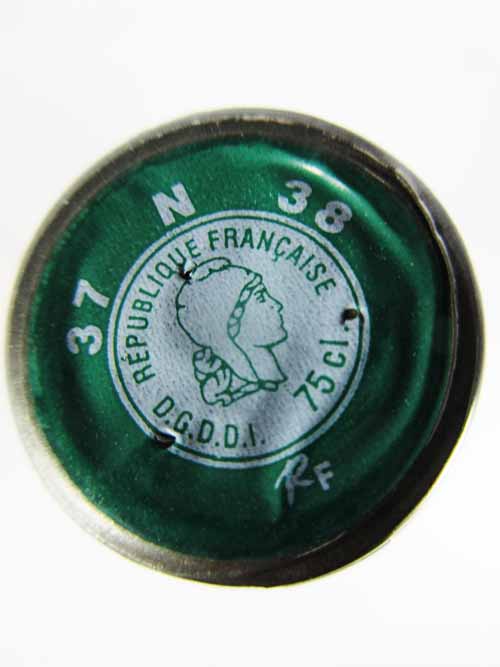 37 N 38
RÉPUBLIQUE FRANÇAISE
75 cl.
D.G.D.D.I.
RF